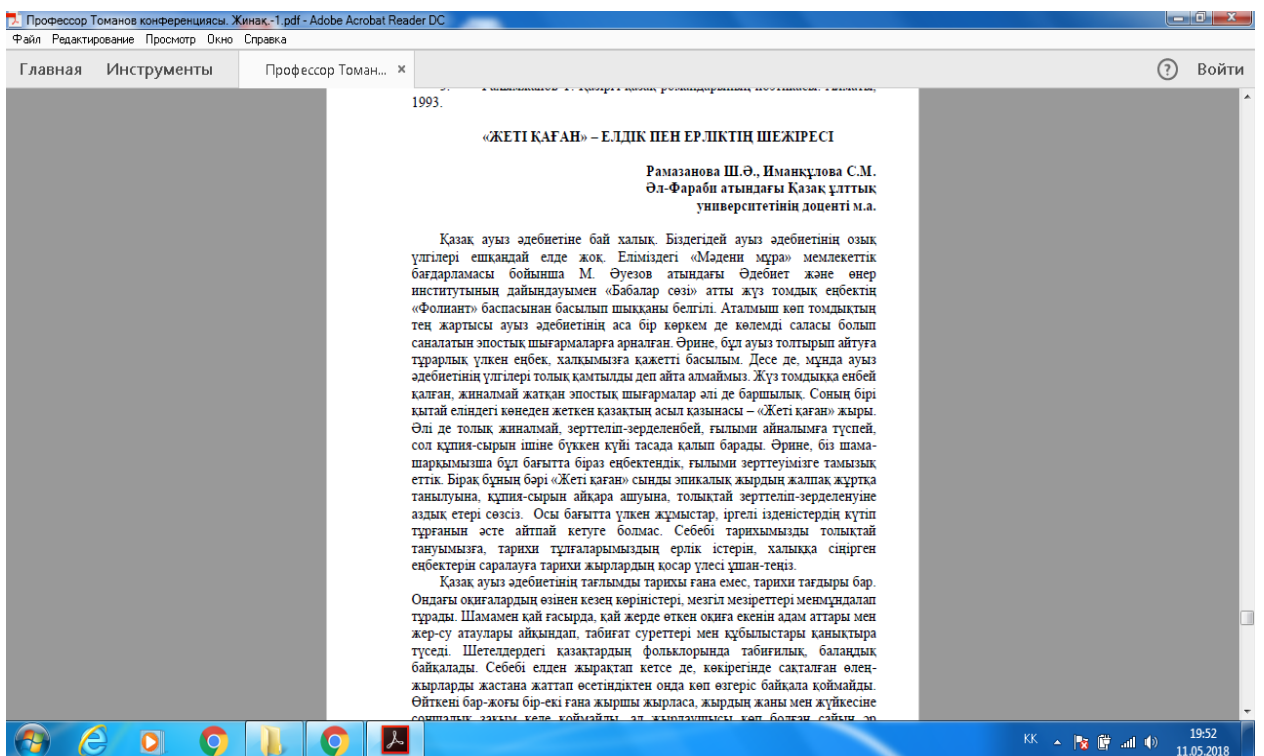 Профессор Томанов конференциясы. Жинақ.-1.pdf - Adobe Acrobat Reader DC
Файл Редактирование Просмотр Окно Справка
Главная Инструменты Профессор Томан... × ? Войти
1993.
«ЖЕТІ ҚАҒАН» – ЕЛДІК ПЕН ЕРЛІКТІҢ ШЕЖІРЕСІ
Рамазанова Ш.Ә., Иманқұлова С.М.
Әл-Фараби атындағы Қазақ ұлттық
университетінің доценті м.а.
Қазақ ауыз әдебиетіне бай халық. Біздегідей ауыз әдебиетінің озық
үлгілері ешқандай елде жоқ. Еліміздегі «Мәдени мұра» мемлекеттік
бағдарламасы бойынша М. Әуезов атындағы Әдебиет және өнер
институтының дайындауымен «Бабалар сөзі» атты жүз томдық еңбектің
«Фолиант» баспасынан басылып шыққаны белгілі. Аталмыш көп томдықтың
тең жартысы ауыз әдебиетінің аса бір көркем де көлемді саласы болып
саналатын эпостық шығармаларға арналған. Әрине, бұл ауыз толтырып айтуға
тұрарлық үлкен еңбек, халқымызға қажетті басылым. Десе де, мұнда ауыз
әдебиетінің үлгілері толық қамтылды деп айта алмаймыз. Жүз томдыққа енбей
қалған, жиналмай жатқан эпостық шығармалар әлі де баршылық. Соның бірі
қытай еліндегі көнеден жеткен қазақтың асыл қазынасы – «Жеті қаған» жыры.
Әлі де толық жиналмай, зерттеліп-зерделенбей, ғылыми айналымға түспей,
сол құпия-сырын ішіне бүккен күйі тасада қалып барады. Әрине, біз шама-
шарқымызша бұл бағытта біраз еңбектендік, ғылыми зерттеуімізге тамызық
еттік. Бірақ бұның бәрі «Жеті қаған» сынды эпикалық жырдың жалпақ жұртқа
танылуына, құпия-сырын айқара ашуына, толықтай зерттеліп-зерделенуіне
аздық етері сөзсіз. Осы бағытта үлкен жұмыстар, іргелі ізденістердің күтіп
тұрғанын әсте айтпай кетуге болмас. Себебі тарихымызды толықтай
тануымызға, тарихи тұлғаларымыздың ерлік істерін, халыққа сіңірген
еңбектерін саралауға тарихи жырлардың қосар үлесі ұшан-теңіз.
Қазақ ауыз әдебиетінің тағлымды тарихы ғана емес, тарихи тағдыры бар.
Ондағы оқиғалардың өзінен кезең көріністері, мезгіл мезіреттері менмұндалап
тұрады. Шамамен қай ғасырда, қай жерде өткен оқиға екенін адам аттары мен
жер-су атаулары айқындап, табиғат суреттері мен құбылыстары қанықтыра
түседі. Шетелдердегі қазақтардың фольклорында табиғилық, балаңдық
байқалады. Себебі елден жырақтап кетсе де, көкірегінде сақталған өлең-
жырларды жастана жаттап өсетіндіктен онда көп өзгеріс байқала қоймайды.
Өйткені бар-жоғы бір-екі ғана жыршы жырласа, жырдың жаны мен жүйкесіне
соншалық зақым келе қоймайды, ал жырлаушысы көп болған сайын әр
KK 19:52
11.05.2018